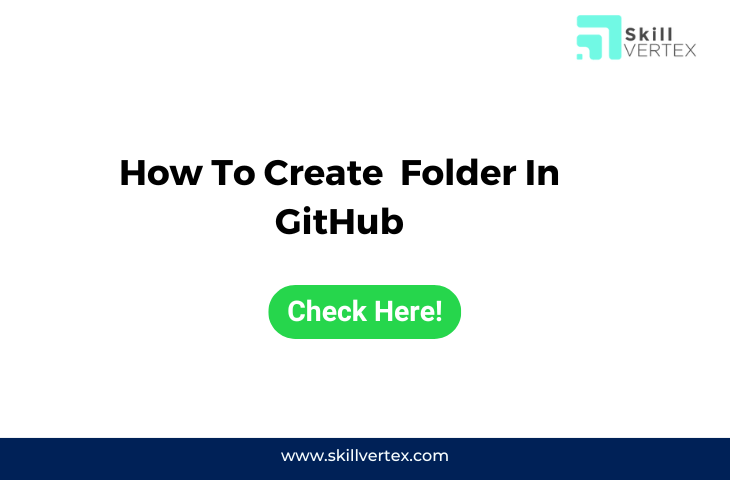 Skill
VERTEX
How To Create Folder In
GitHub
Check Here!
www.skillvertex.com